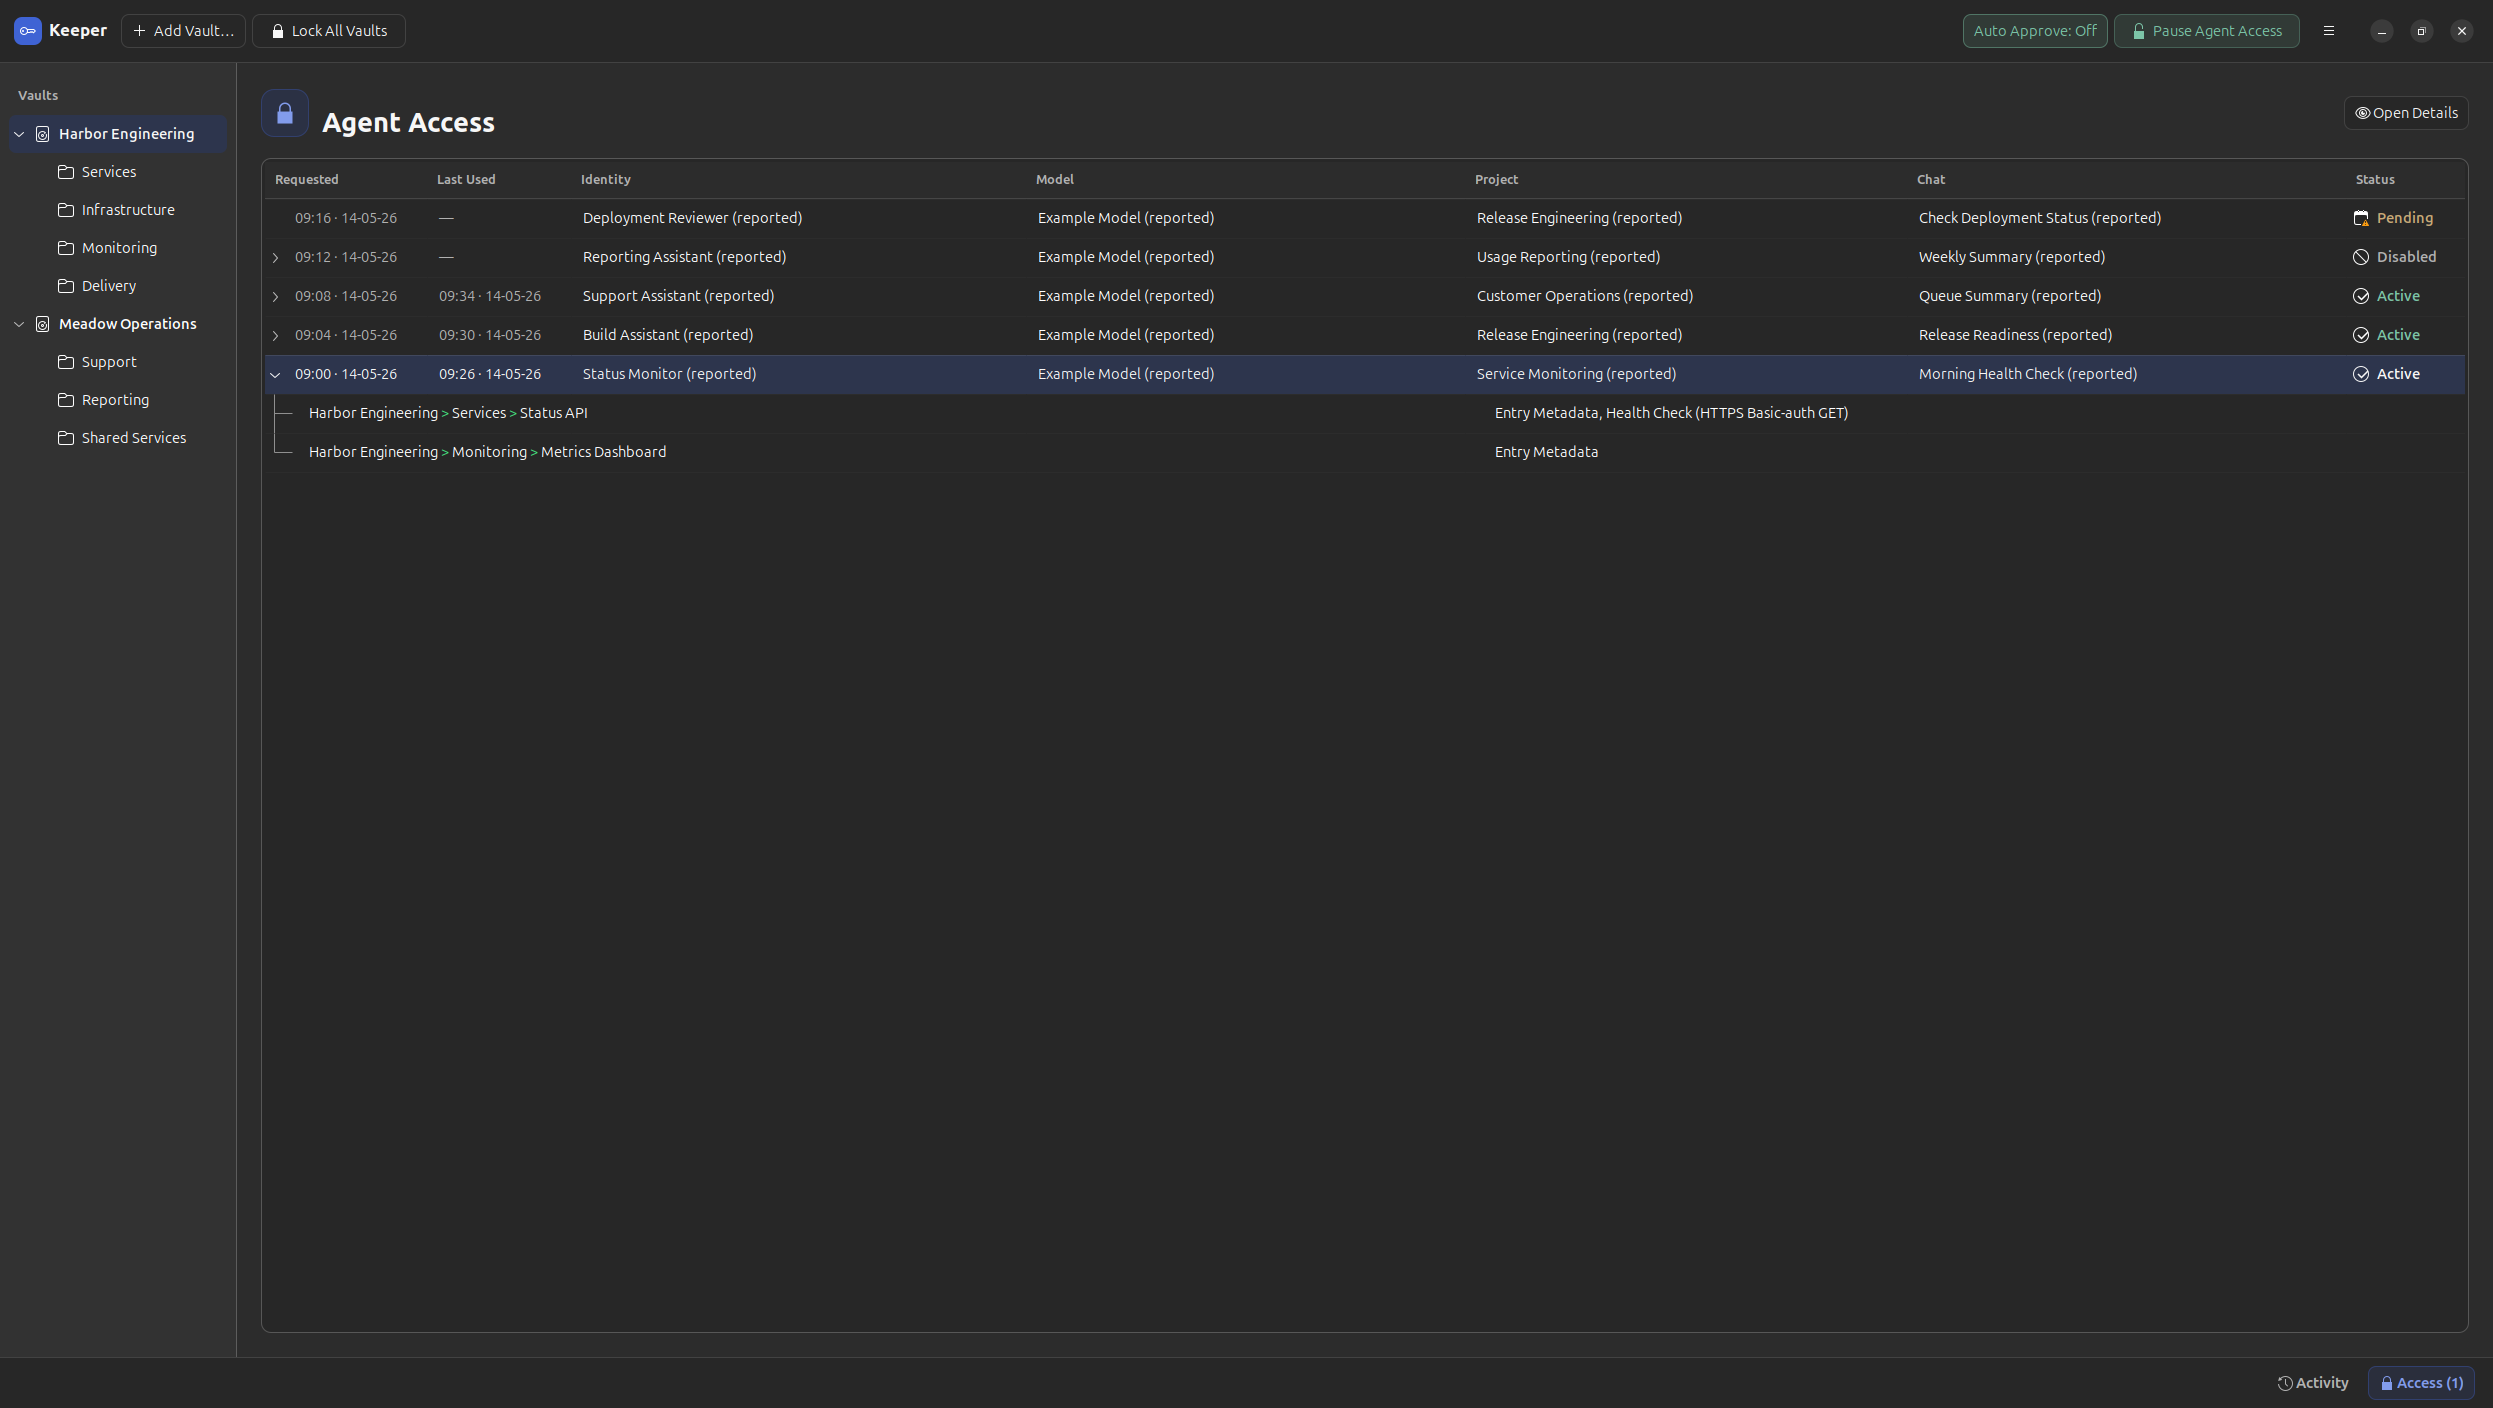 Keeper Add Vault… Lock All Vaults Auto Approve: Off Pause Agent Access
Vaults
Harbor Engineering
Services
Infrastructure
Monitoring
Delivery
Meadow Operations
Support
Reporting
Shared Services
Agent Access Open Details
Requested Last Used Identity Model Project Chat Status
09:16 · 14-05-26 — Deployment Reviewer (reported) Example Model (reported) Release Engineering (reported) Check Deployment Status (reported) Pending
09:12 · 14-05-26 — Reporting Assistant (reported) Example Model (reported) Usage Reporting (reported) Weekly Summary (reported) Disabled
09:08 · 14-05-26 09:34 · 14-05-26 Support Assistant (reported) Example Model (reported) Customer Operations (reported) Queue Summary (reported) Active
09:04 · 14-05-26 09:30 · 14-05-26 Build Assistant (reported) Example Model (reported) Release Engineering (reported) Release Readiness (reported) Active
09:00 · 14-05-26 09:26 · 14-05-26 Status Monitor (reported) Example Model (reported) Service Monitoring (reported) Morning Health Check (reported) Active
Harbor Engineering > Services > Status API Entry Metadata, Health Check (HTTPS Basic-auth GET)
Harbor Engineering > Monitoring > Metrics Dashboard Entry Metadata
Activity Access (1)